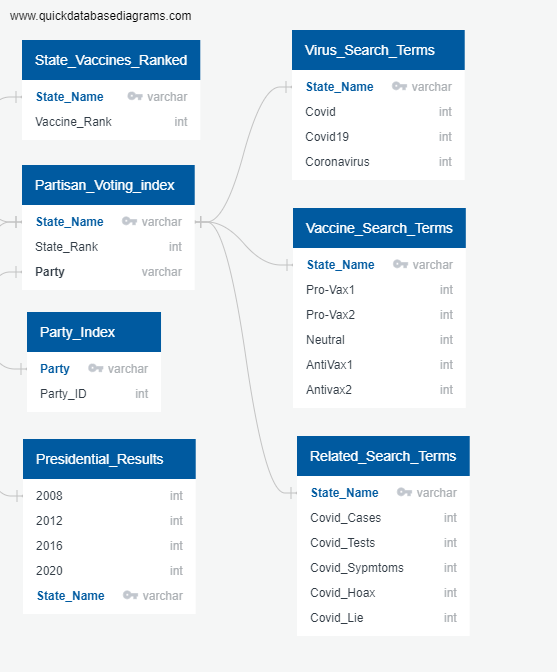 www.quickdatabasediagrams.com
State_Vaccines_Ranked
State_Name varchar
Vaccine_Rank int
Partisan_Voting_index
State_Name varchar
State_Rank int
Party varchar
Party_Index
Party varchar
Party_ID int
Presidential_Results
2008 int
2012 int
2016 int
2020 int
State_Name varchar
Virus_Search_Terms
State_Name varchar
Covid int
Covid19 int
Coronavirus int
Vaccine_Search_Terms
State_Name varchar
Pro-Vax1 int
Pro-Vax2 int
Neutral int
AntiVax1 int
Antivax2 int
Related_Search_Terms
State_Name varchar
Covid_Cases int
Covid_Tests int
Covid_Sypmtoms int
Covid_Hoax int
Covid_Lie int